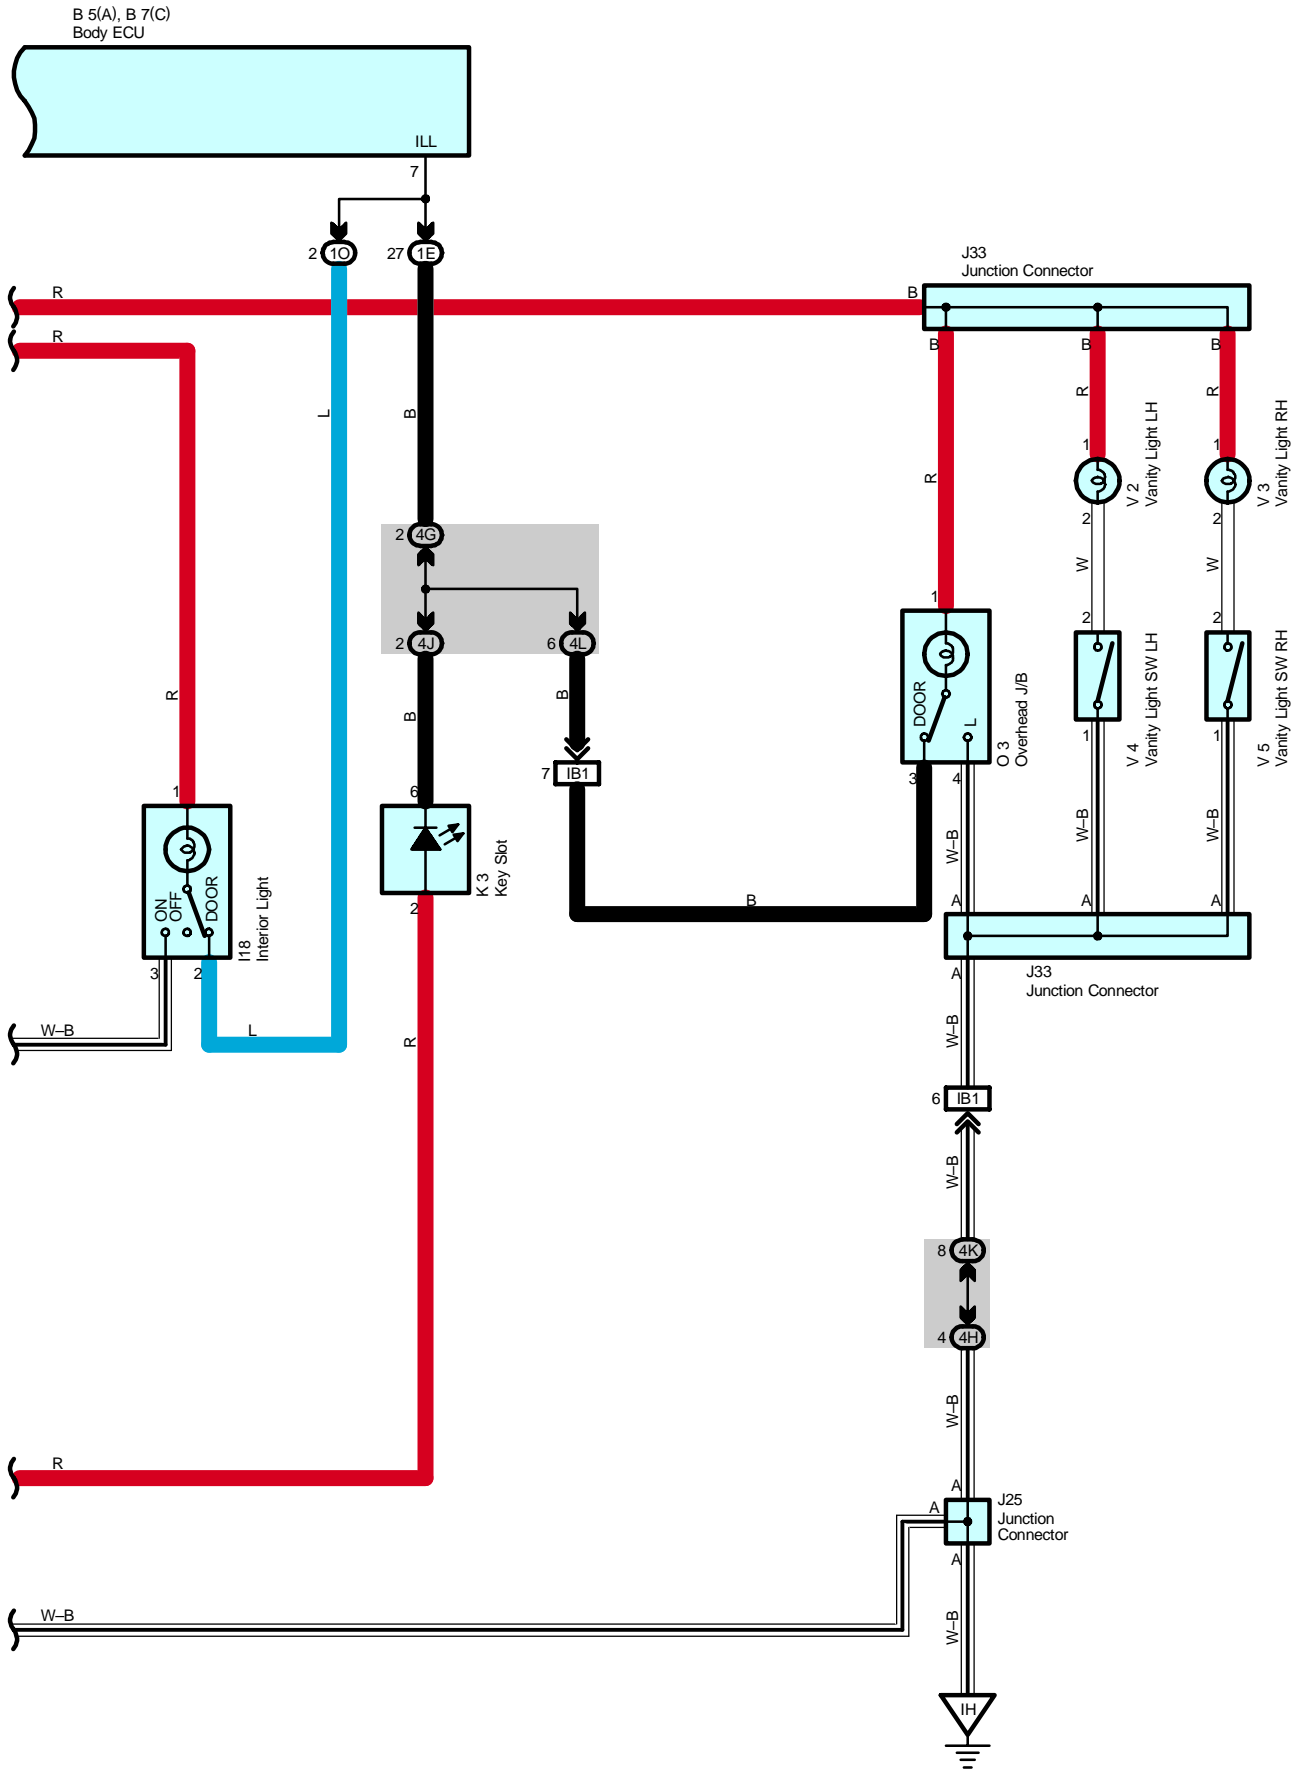 B 5(A), B 7(C)
Body ECU
ILL
7
2 1O
27 1E
J33
Junction Connector
R
B
R
B
B
B
L
B
R
R
R
1
1
V 2
Vanity Light LH
V 3
Vanity Light RH
2
2
2 4G
W
W
1
2
2
2 4J
6 4L
R
B
B
DOOR
L
O 3
Overhead J/B
V 4
Vanity Light SW LH
V 5
Vanity Light SW RH
1
1
7 IB1
3
4
1
6
W–B
W–B
W–B
K 3
Key Slot
ON
OFF
DOOR
I18
Interior Light
2
B
A
A
A
3
2
A
J33
Junction Connector
W–B
L
R
W–B
6 IB1
W–B
8 4K
4 4H
W–B
R
A
J25
Junction
Connector
A
A
W–B
W–B
IH